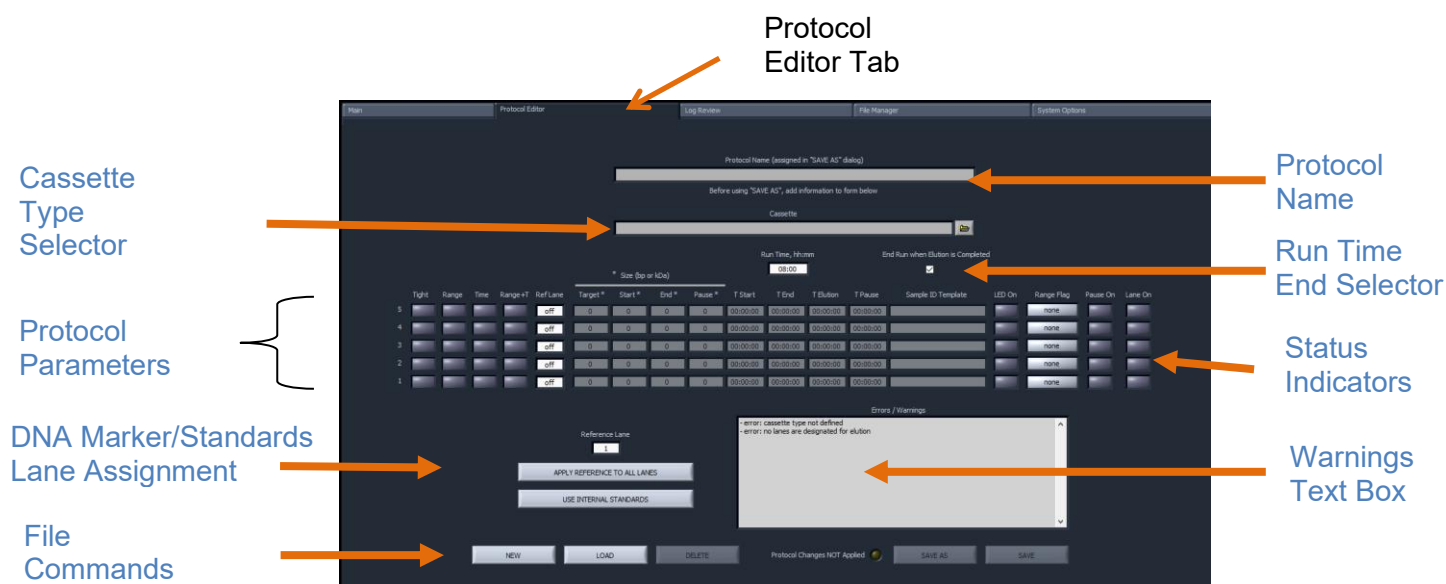 Protocol
Editor Tab
Main Protocol Editor Log Review File Manager System Options
Cassette
Type
Selector
Protocol Name (assigned in "SAVE AS" dialog)
Before using "SAVE AS", add information to form below
Protocol
Name
Cassette
Run Time, hh:mm End Run when Elution is Completed
08:00
Run Time
End Selector
* Size (bp or kDa)
Tight Range Time Range+T Ref Lane Target * Start * End * Pause * T Start T End T Elution T Pause Sample ID Template LED On Range Flag Pause On Lane On
5 off 0 0 0 0 00:00:00 00:00:00 00:00:00 00:00:00 none
4 off 0 0 0 0 00:00:00 00:00:00 00:00:00 00:00:00 none
3 off 0 0 0 0 00:00:00 00:00:00 00:00:00 00:00:00 none
2 off 0 0 0 0 00:00:00 00:00:00 00:00:00 00:00:00 none
1 off 0 0 0 0 00:00:00 00:00:00 00:00:00 00:00:00 none
Protocol
Parameters
Status
Indicators
DNA Marker/Standards
Lane Assignment
Reference Lane
1
APPLY REFERENCE TO ALL LANES
USE INTERNAL STANDARDS
Errors / Warnings
- error: cassette type not defined
- error: no lanes are designated for elution
Warnings
Text Box
File
Commands
NEW LOAD DELETE Protocol Changes NOT Applied SAVE AS SAVE